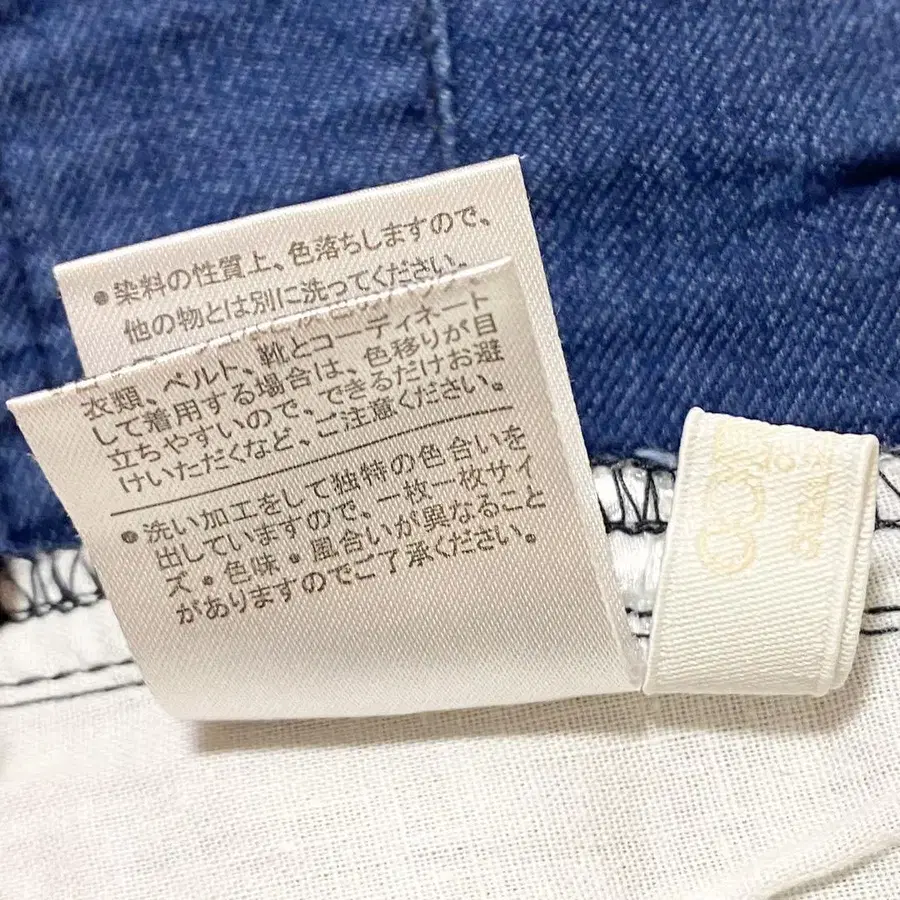 ●染料の性質上、色落ちしますので、
他の物とは別に洗ってください。
衣類、ベルト、靴とコーディネート
して着用する場合は、色移りが目
立ちやすいので、できるだけお避
けいただくなど、ご注意ください。
●洗い加工をして独特の色合いを
出していますので、一枚一枚サイ
ズ・色味・風合いが異なること
がありますのでご了承ください。